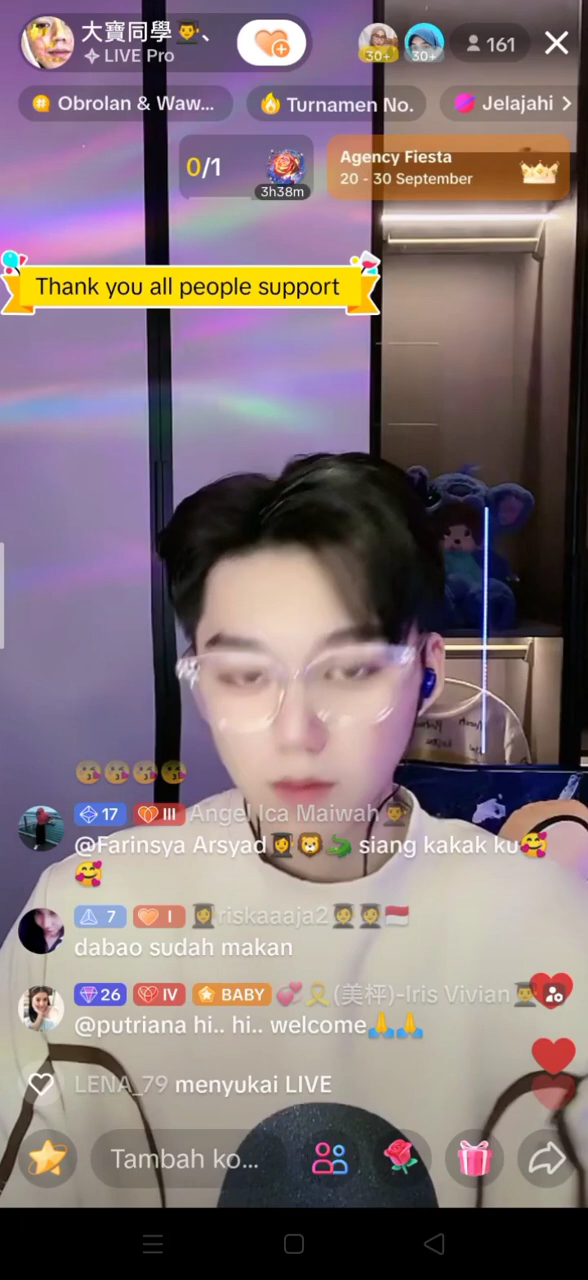 大寶同學👨‍🎓、
LIVE Pro
30+
30+
161
Obrolan & Waw...
Turnamen No.
Jelajahi
0/1
3h38m
Agency Fiesta
20 - 30 September
Thank you all people support
😘😘😘😘
17 III Angel Ica Maiwah👨‍🎓
@Farinsya Arsyad👩‍🎓🦁🐊 siang kakak ku🥰
🥰
7 I 👩‍🎓riskaaaja2👩‍🎓👩‍🎓🇮🇩
dabao sudah makan
26 IV BABY 💞🎗️(美枰)-Iris Vivian👨‍🎓
@putriana hi.. hi.. welcome🙏🙏
LENA_79 menyukai LIVE
Tambah ko...